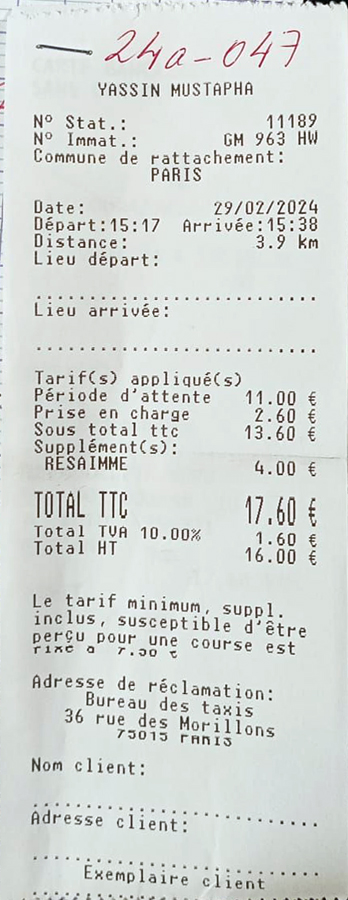 24a-047
YASSIN MUSTAPHA
N° Stat.: 11189
N° Immat.: GM 963 HW
Commune de rattachement:
PARIS
Date: 29/02/2024
Départ:15:17 Arrivée:15:38
Distance: 3.9 km
Lieu départ:
............................
Lieu arrivée:
............................
Tarif(s) appliqué(s)
Période d'attente 11.00 €
Prise en charge 2.60 €
Sous total ttc 13.60 €
Supplément(s):
RESAIMME 4.00 €
TOTAL TTC 17.60 €
Total TVA 10.00% 1.60 €
Total HT 16.00 €
Le tarif minimum, suppl.
inclus, susceptible d'être
perçu pour une course est
fixé à 7.30 €
Adresse de réclamation:
Bureau des taxis
36 rue des Morillons
75015 PARIS
Nom client:
............................
Adresse client:
............................
Exemplaire client
............................